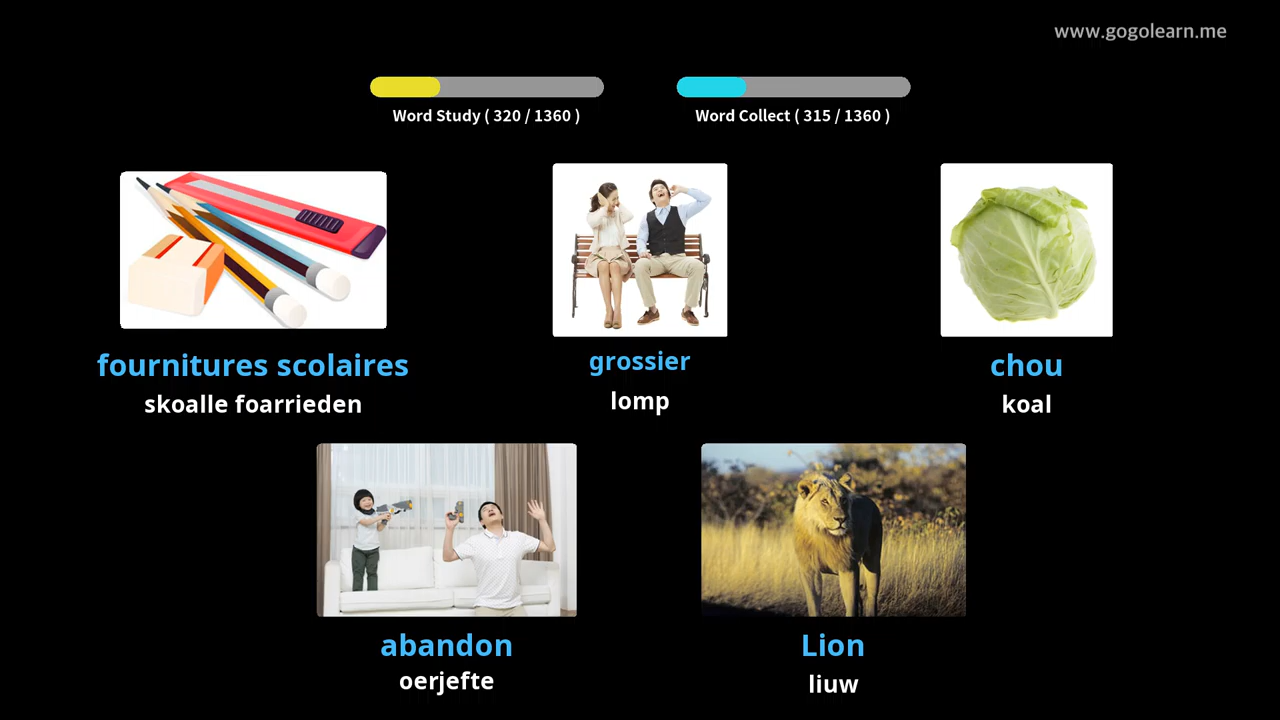 www.gogolearn.me
Word Study ( 320 / 1360 )
Word Collect ( 315 / 1360 )
fournitures scolaires
skoalle foarrieden
grossier
lomp
chou
koal
abandon
oerjefte
Lion
liuw